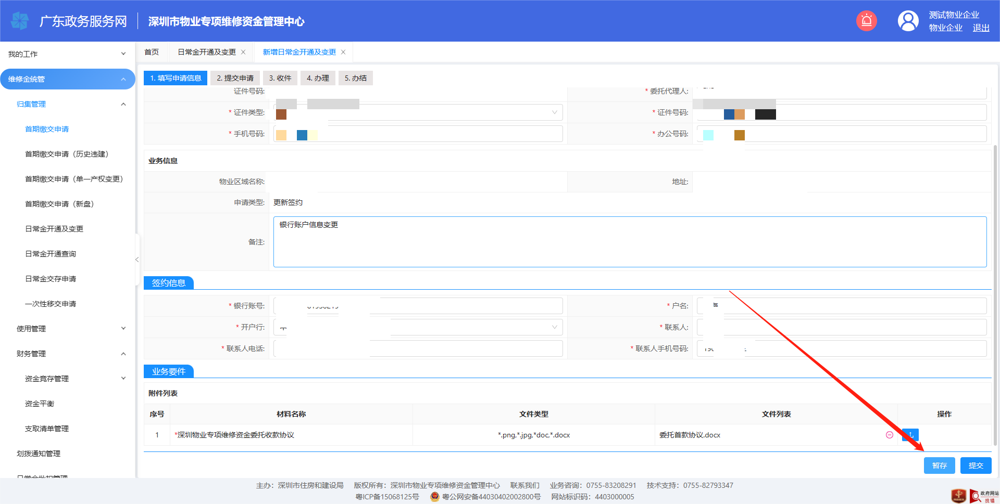 广东政务服务网
深圳市物业专项维修资金管理中心
测试物业企业
物业企业 退出
我的工作
维修金统管
归集管理
首期缴交申请
首期缴交申请（历史违建）
首期缴交申请（单一产权变更）
首期缴交申请（新盘）
日常金开通及变更
日常金开通查询
日常金交存申请
一次性移交申请
使用管理
财务管理
资金竞存管理
资金平衡
支取清单管理
划拨通知管理
首页 日常金开通及变更 新增日常金开通及变更
1. 填写申请信息 2. 提交申请 3. 收件 4. 办理 5. 办结
证件号码: * 委托代理人:
* 证件类型: * 证件号码:
* 手机号码: * 办公号码:
业务信息
物业区域名称: 地址:
申请类型: 更新签约
备注: 银行账户信息变更
签约信息
* 银行账号: * 户名:
* 开户行: * 联系人:
* 联系人电话: * 联系人手机号码:
业务要件
附件列表
序号 材料名称 文件类型 文件列表 操作
1 *深圳物业专项维修资金委托收款协议 *.png,*.jpg,*doc,*.docx 委托首款协议.docx
暂存 提交
主办：深圳市住房和建设局 版权所有：深圳市物业专项维修资金管理中心 联系我们 业务咨询：0755-83208291 技术支持：0755-82793347
粤ICP备15068125号 粤公网安备44030402002800号 网站标识码：4403000005
政府网站
找错